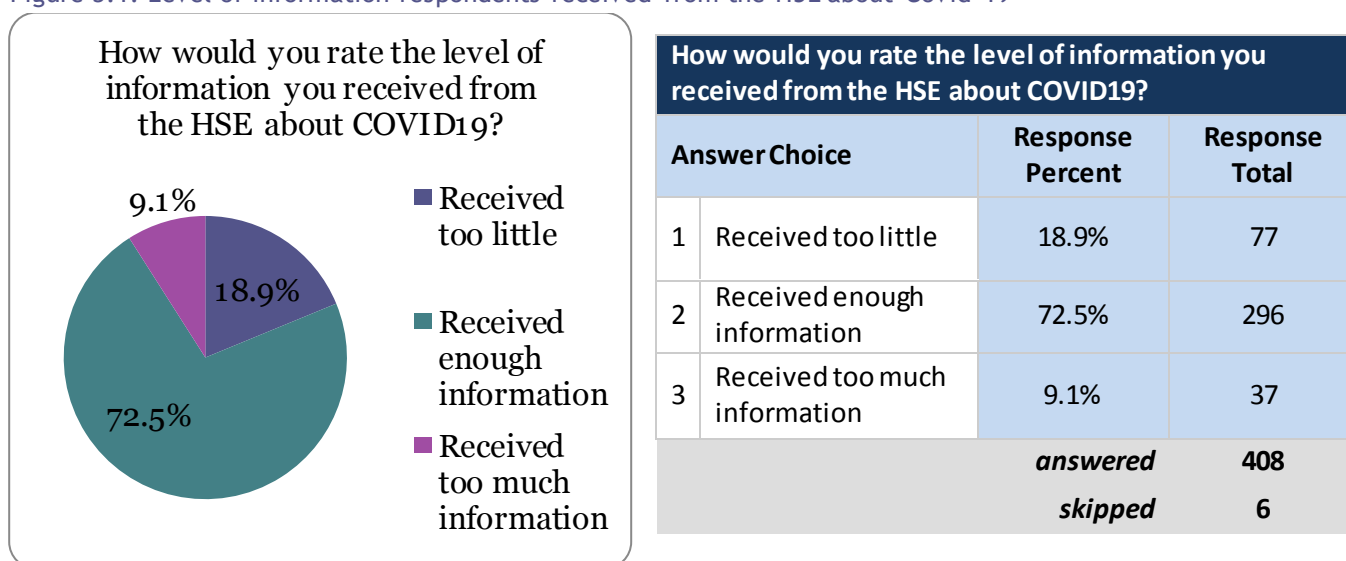 How would you rate the level of
information you received from
the HSE about COVID19?
9.1%
18.9%
72.5%
Received
too little
Received
enough
information
Received
too much
information
How would you rate the level of information you
received from the HSE about COVID19?
Answer Choice
Response
Percent
Response
Total
1 Received too little 18.9% 77
2 Received enough
information 72.5% 296
3 Received too much
information 9.1% 37
answered 408
skipped 6